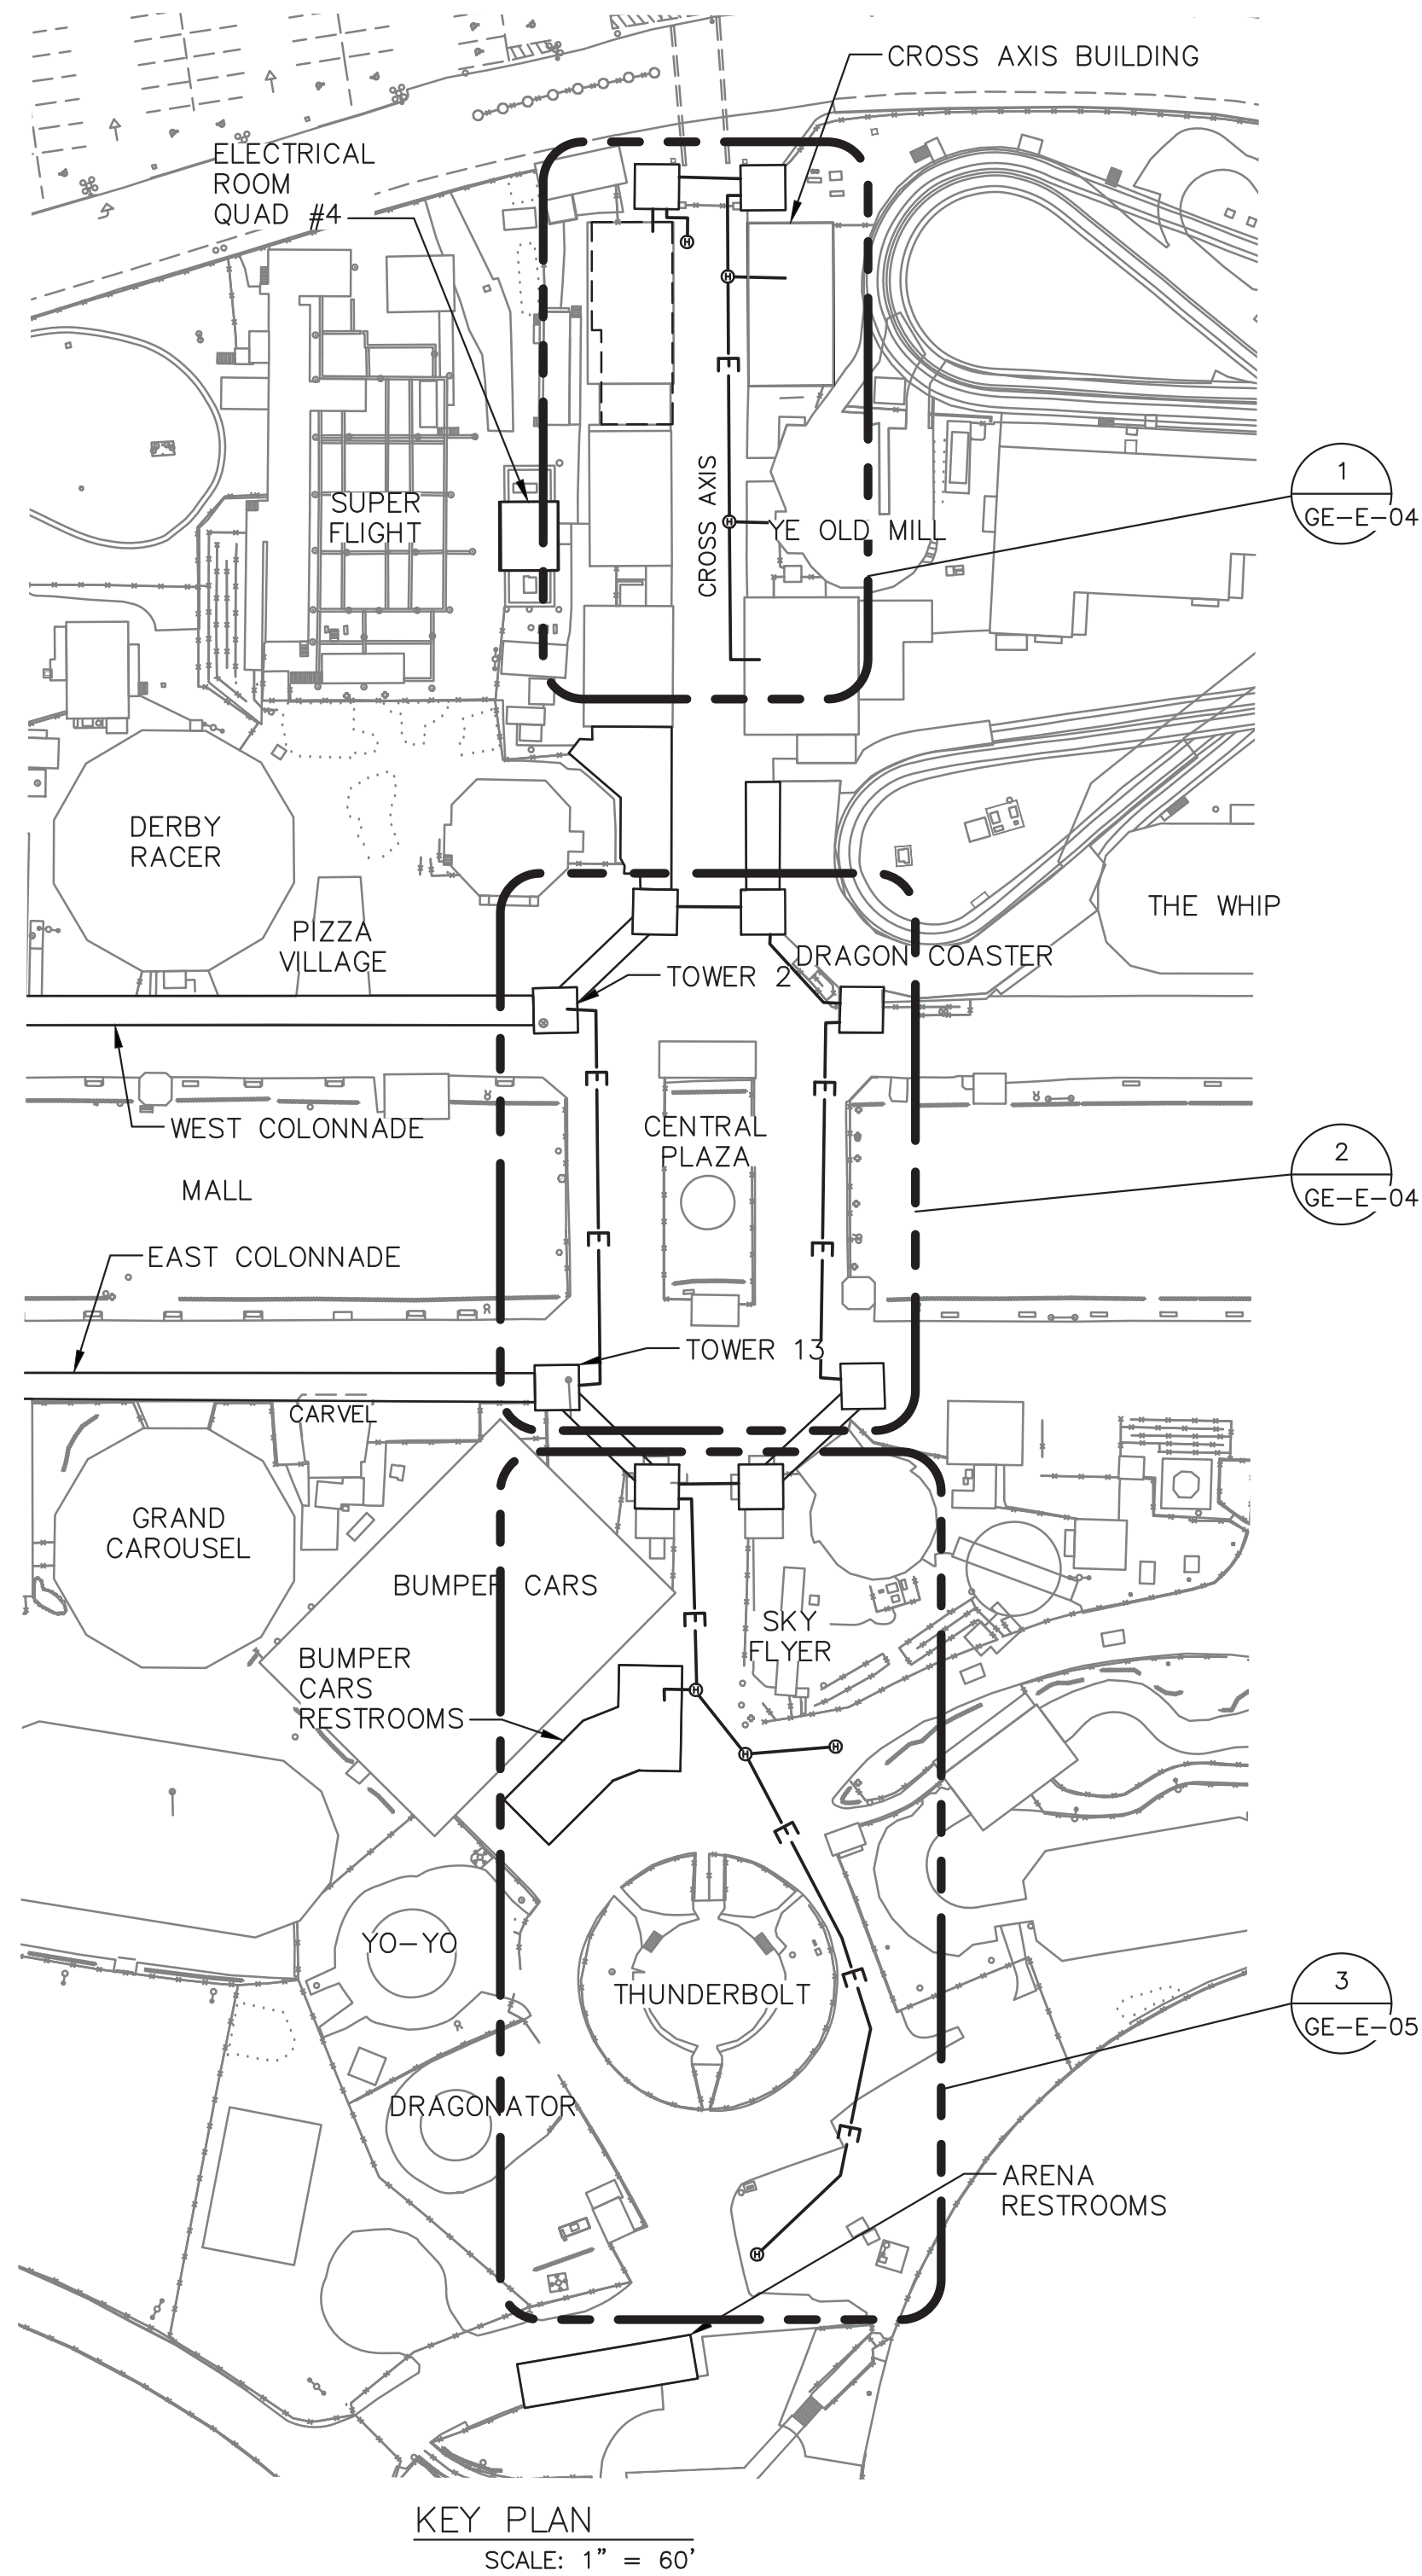 CROSS AXIS BUILDING
ELECTRICAL
ROOM
QUAD #4
1
GE-E-04
SUPER
FLIGHT
CROSS AXIS
YE OLD MILL
DERBY
RACER
THE WHIP
PIZZA
VILLAGE
DRAGON COASTER
TOWER 2
WEST COLONNADE
CENTRAL
PLAZA
2
GE-E-04
MALL
EAST COLONNADE
TOWER 13
CARVEL
GRAND
CAROUSEL
BUMPER CARS
SKY
FLYER
BUMPER
CARS
RESTROOMS
YO-YO
THUNDERBOLT
3
GE-E-05
DRAGONATOR
ARENA
RESTROOMS
E
E
E
E
E
E
E
E
E
H
H
H
H
H
H
H
KEY PLAN
SCALE: 1" = 60'